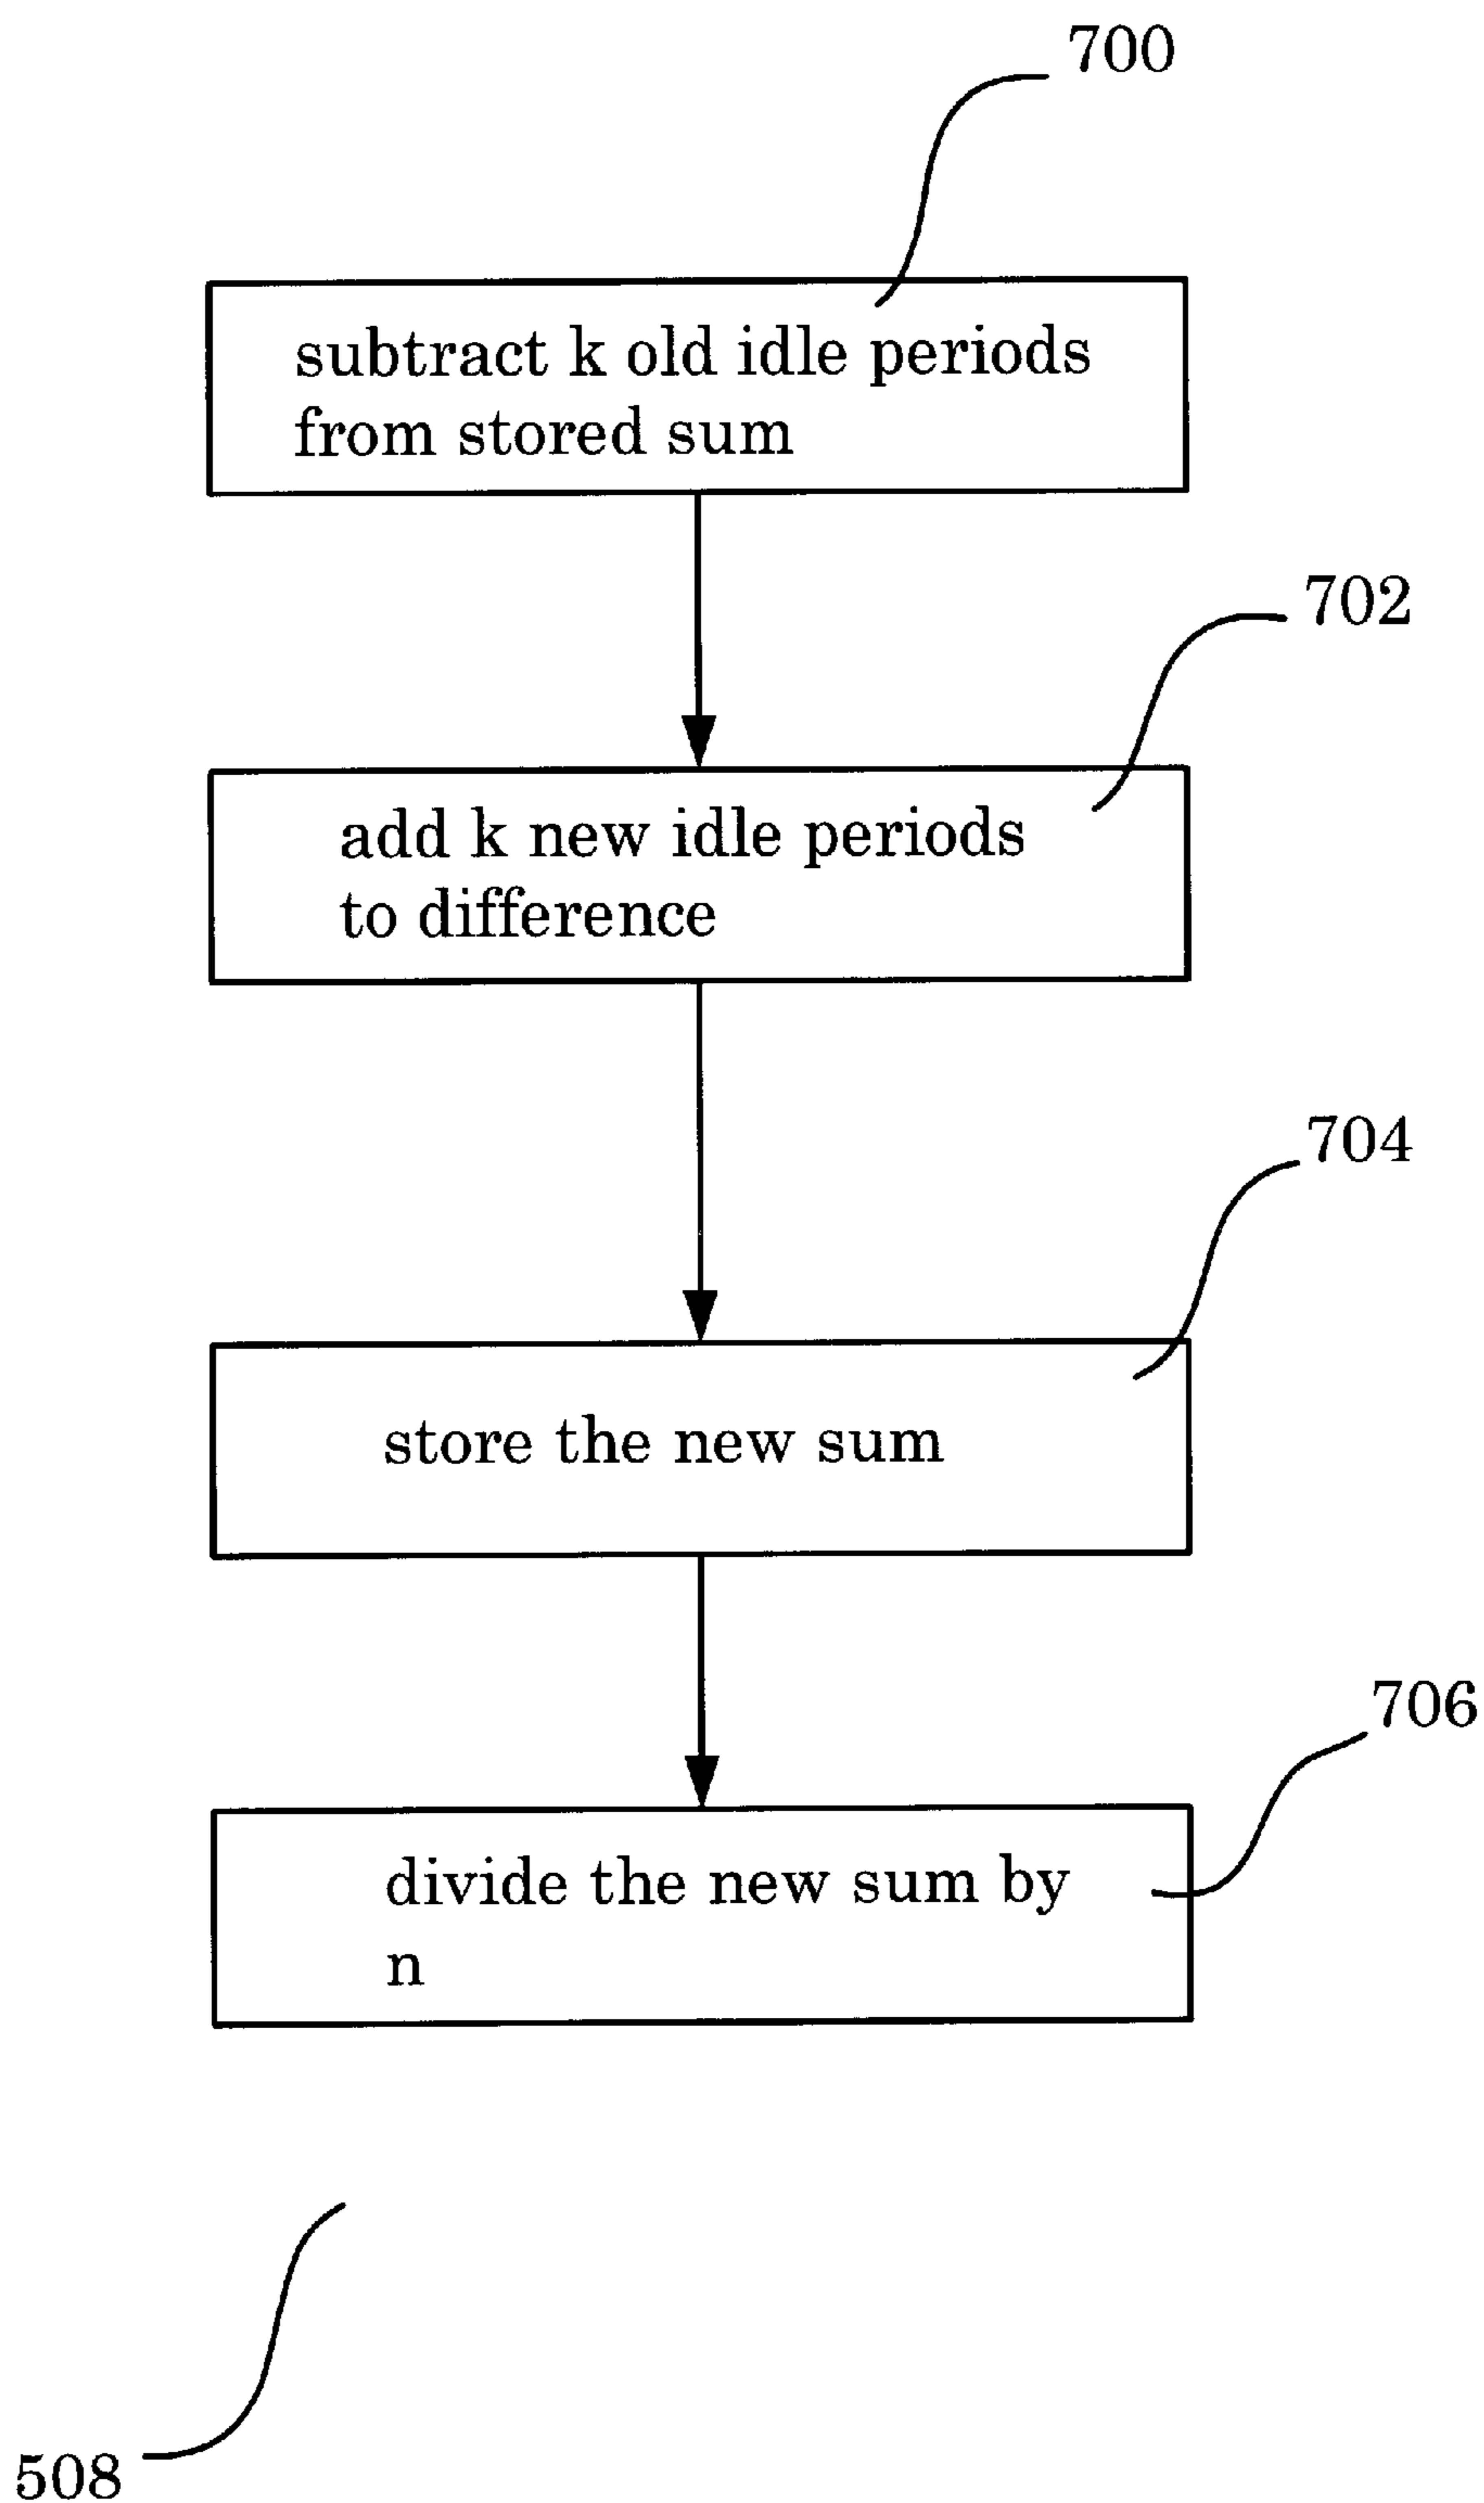 700
subtract k old idle periods
from stored sum
702
add k new idle periods
to difference
704
store the new sum
706
divide the new sum by
n
508